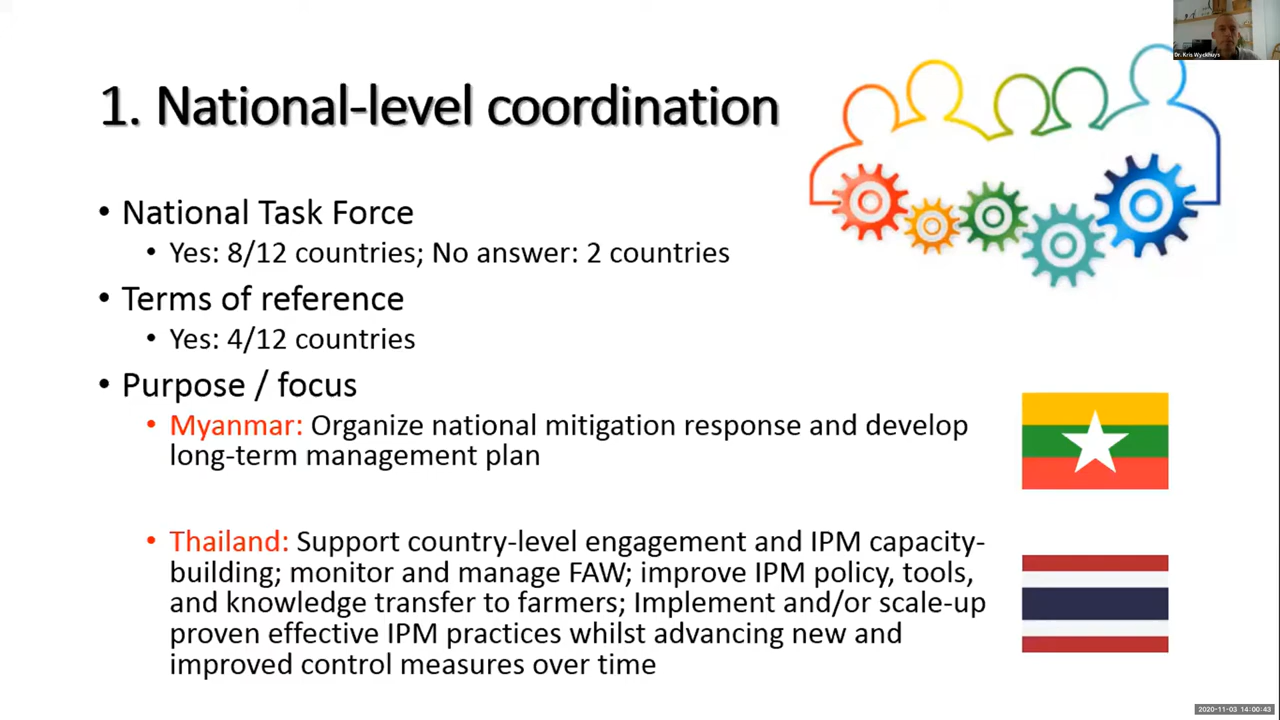 Dr. Kris Wyckhuys
1. National-level coordination
• National Task Force
• Yes: 8/12 countries; No answer: 2 countries
• Terms of reference
• Yes: 4/12 countries
• Purpose / focus
• Myanmar: Organize national mitigation response and develop
long-term management plan
• Thailand: Support country-level engagement and IPM capacity-
building; monitor and manage FAW; improve IPM policy, tools,
and knowledge transfer to farmers; Implement and/or scale-up
proven effective IPM practices whilst advancing new and
improved control measures over time
2020-11-03 14:00:43